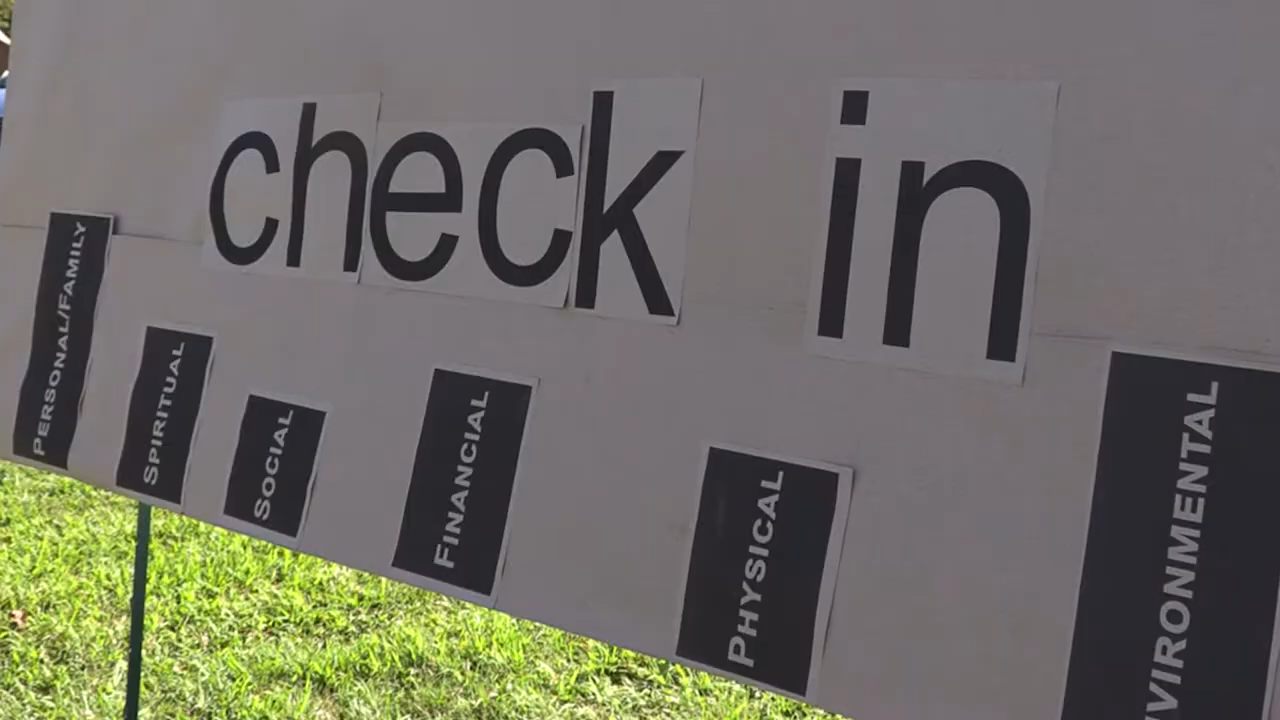 check in
PERSONAL/FAMILY
SPIRITUAL
SOCIAL
FINANCIAL
PHYSICAL
VIRONMENTAL